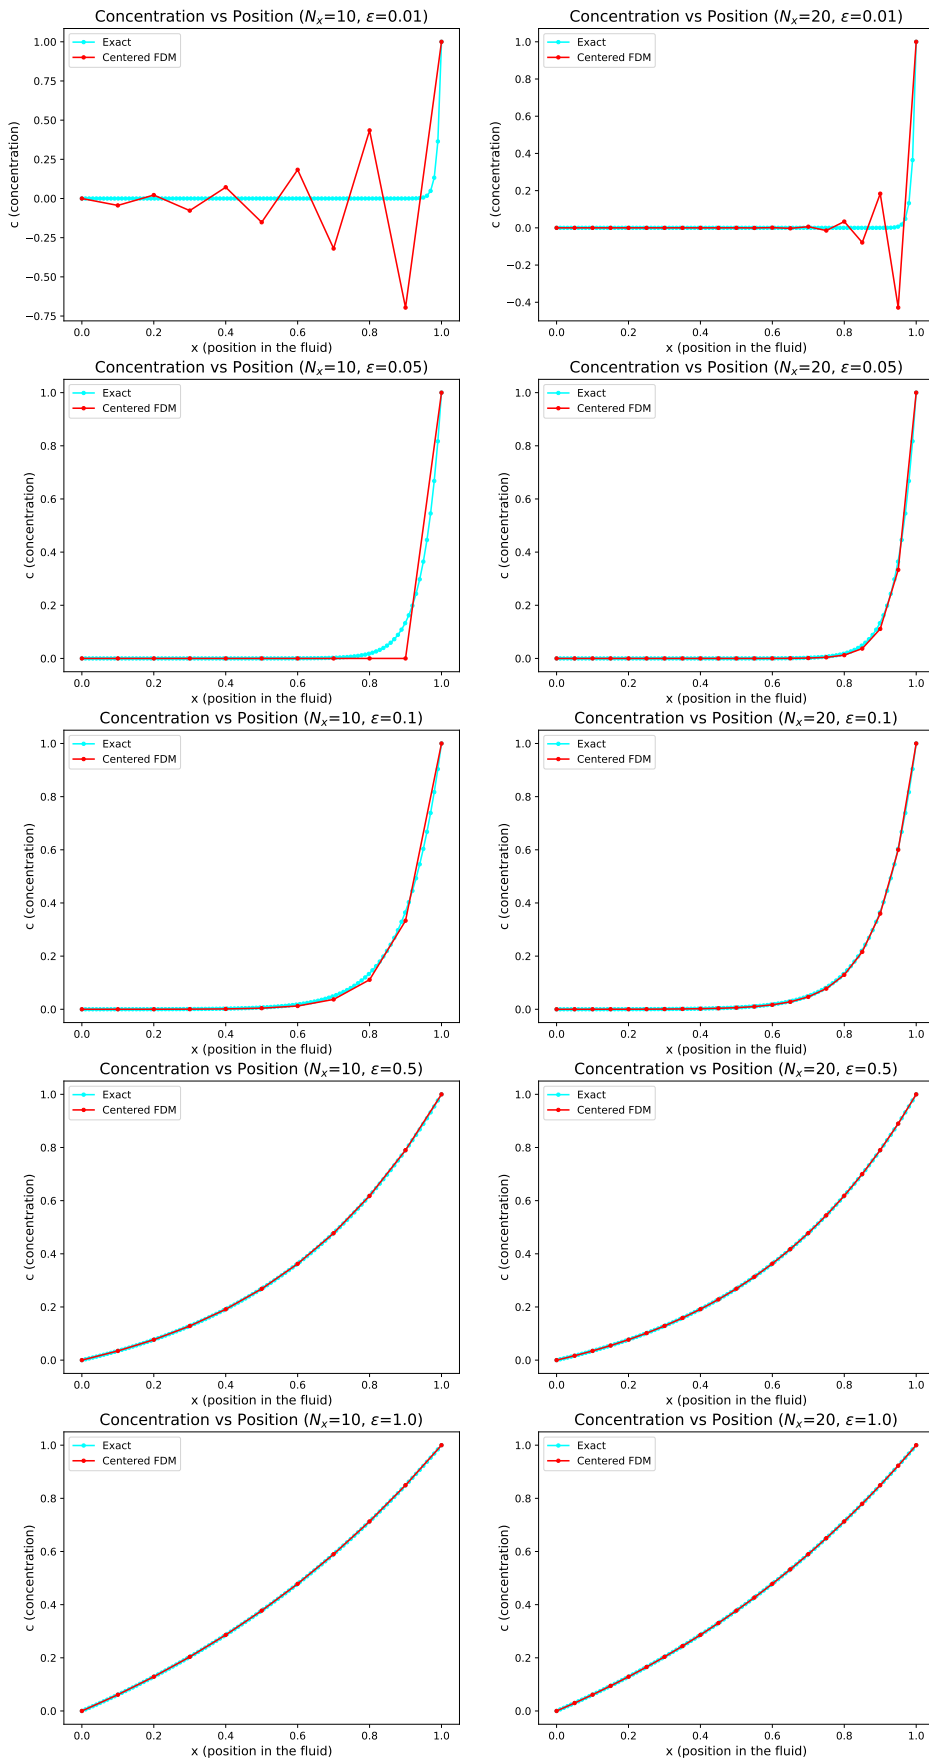 Concentration vs Position (Nₓ=10, ε=0.01)
Exact
Centered FDM
c (concentration)
1.00
0.75
0.50
0.25
0.00
−0.25
−0.50
−0.75
0.0 0.2 0.4 0.6 0.8 1.0
x (position in the fluid)
Concentration vs Position (Nₓ=20, ε=0.01)
Exact
Centered FDM
c (concentration)
1.0
0.8
0.6
0.4
0.2
0.0
−0.2
−0.4
0.0 0.2 0.4 0.6 0.8 1.0
x (position in the fluid)
Concentration vs Position (Nₓ=10, ε=0.05)
Exact
Centered FDM
c (concentration)
1.0
0.8
0.6
0.4
0.2
0.0
0.0 0.2 0.4 0.6 0.8 1.0
x (position in the fluid)
Concentration vs Position (Nₓ=20, ε=0.05)
Exact
Centered FDM
c (concentration)
1.0
0.8
0.6
0.4
0.2
0.0
0.0 0.2 0.4 0.6 0.8 1.0
x (position in the fluid)
Concentration vs Position (Nₓ=10, ε=0.1)
Exact
Centered FDM
c (concentration)
1.0
0.8
0.6
0.4
0.2
0.0
0.0 0.2 0.4 0.6 0.8 1.0
x (position in the fluid)
Concentration vs Position (Nₓ=20, ε=0.1)
Exact
Centered FDM
c (concentration)
1.0
0.8
0.6
0.4
0.2
0.0
0.0 0.2 0.4 0.6 0.8 1.0
x (position in the fluid)
Concentration vs Position (Nₓ=10, ε=0.5)
Exact
Centered FDM
c (concentration)
1.0
0.8
0.6
0.4
0.2
0.0
0.0 0.2 0.4 0.6 0.8 1.0
x (position in the fluid)
Concentration vs Position (Nₓ=20, ε=0.5)
Exact
Centered FDM
c (concentration)
1.0
0.8
0.6
0.4
0.2
0.0
0.0 0.2 0.4 0.6 0.8 1.0
x (position in the fluid)
Concentration vs Position (Nₓ=10, ε=1.0)
Exact
Centered FDM
c (concentration)
1.0
0.8
0.6
0.4
0.2
0.0
0.0 0.2 0.4 0.6 0.8 1.0
x (position in the fluid)
Concentration vs Position (Nₓ=20, ε=1.0)
Exact
Centered FDM
c (concentration)
1.0
0.8
0.6
0.4
0.2
0.0
0.0 0.2 0.4 0.6 0.8 1.0
x (position in the fluid)